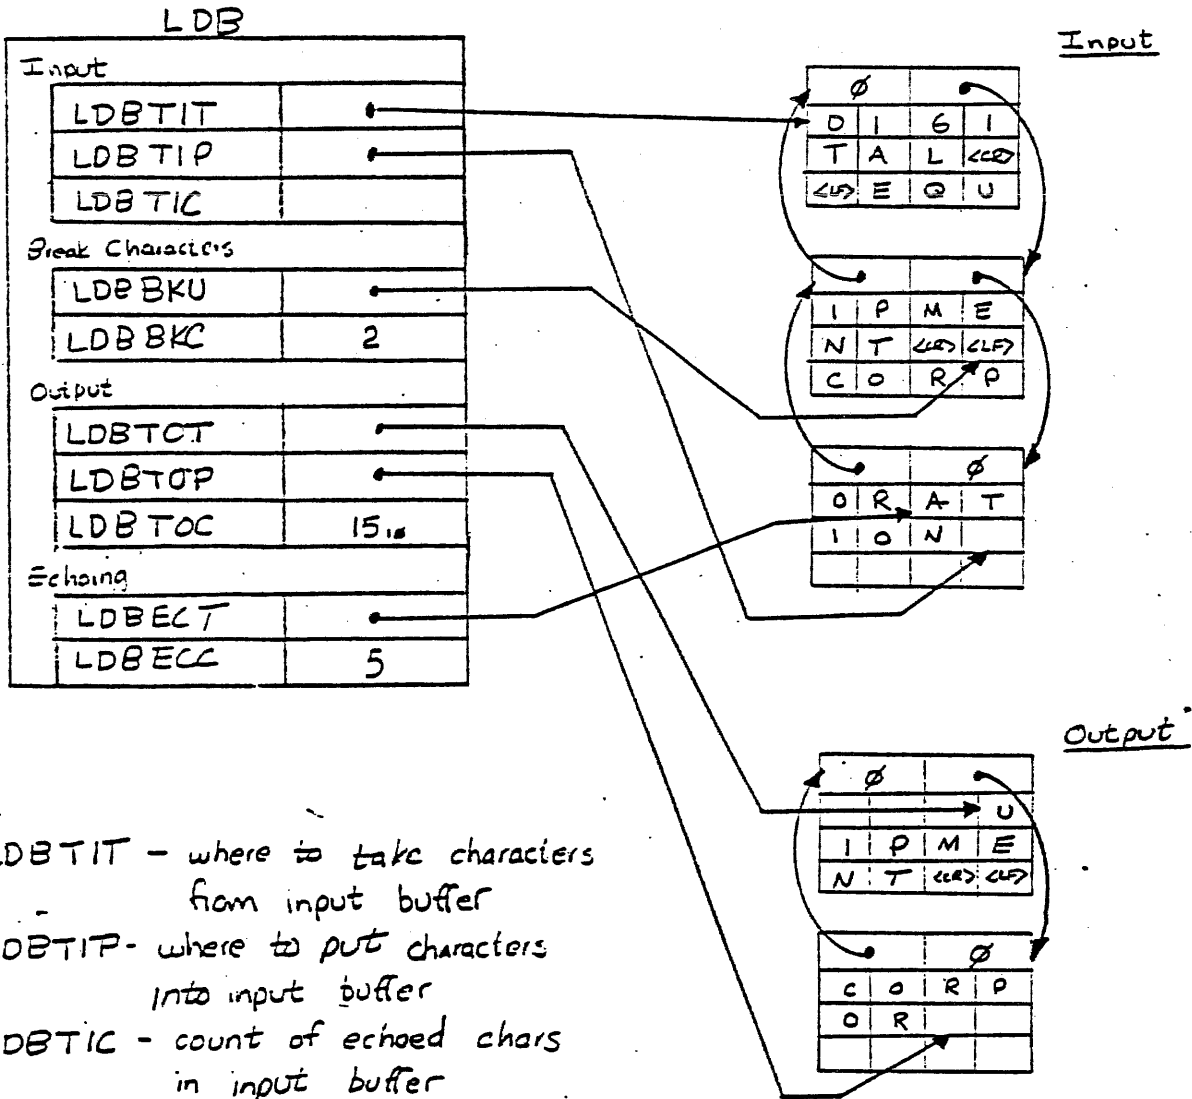 LDB
Input
LDBTIT
LDBTIP
LDBTIC
Break Characters
LDBBKU
LDBBKC 2
Output
LDBTOT
LDBTOP
LDBTOC 15
Echoing
LDBECT
LDBECC 5
Input
Ø
D I G I
T A L <CR>
<LF> E Q U
I P M E
N T <CR> <LF>
C O R P
Ø
O R A T
I O N
Output
Ø
U
I P M E
N T <CR> <LF>
Ø
C O R P
O R
LDBTIT - where to take characters
from input buffer
DBTIP- where to put characters
into input buffer
DBTIC - count of echoed chars
in input buffer